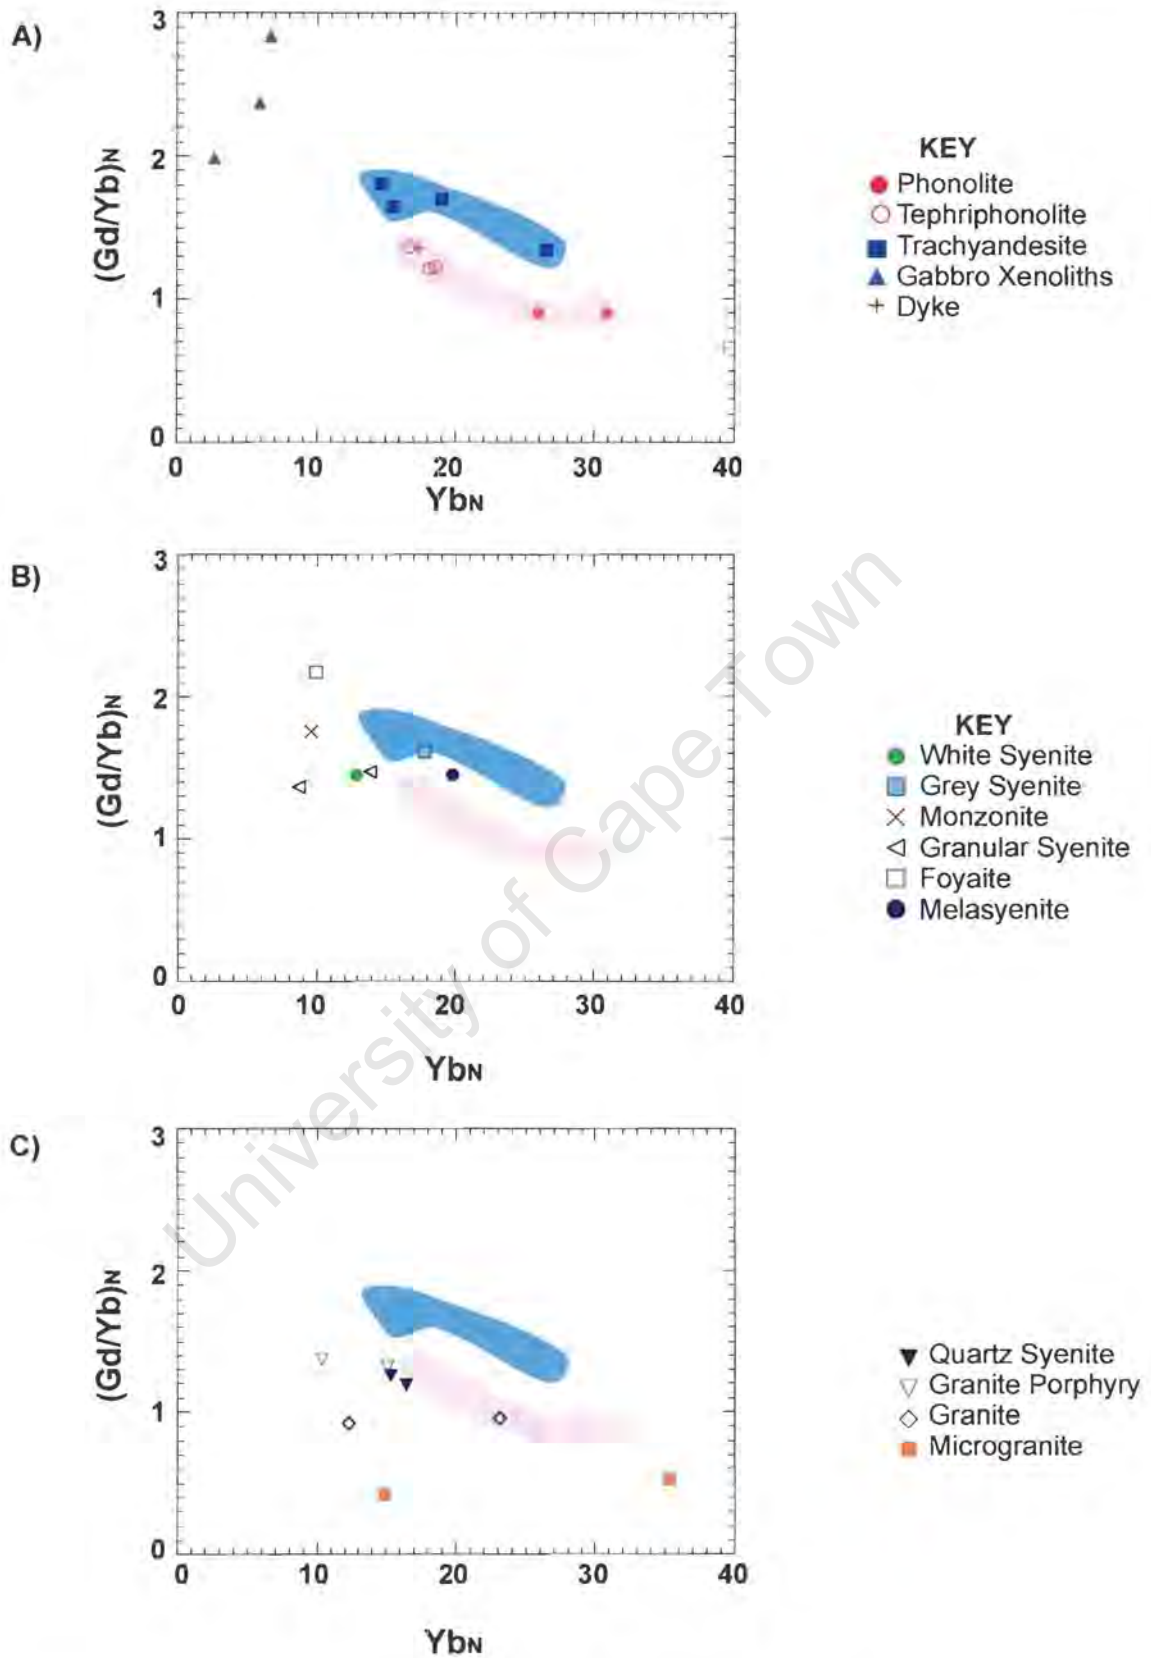 A)
3
2
1
0
(Gd/Yb)N
0 10 20 30 40
YbN
KEY
Phonolite
Tephriphonolite
Trachyandesite
Gabbro Xenoliths
Dyke
B)
3
2
1
0
(Gd/Yb)N
0 10 20 30 40
YbN
KEY
White Syenite
Grey Syenite
Monzonite
Granular Syenite
Foyaite
Melasyenite
C)
3
2
1
0
(Gd/Yb)N
0 10 20 30 40
YbN
Quartz Syenite
Granite Porphyry
Granite
Microgranite
University of Cape Town